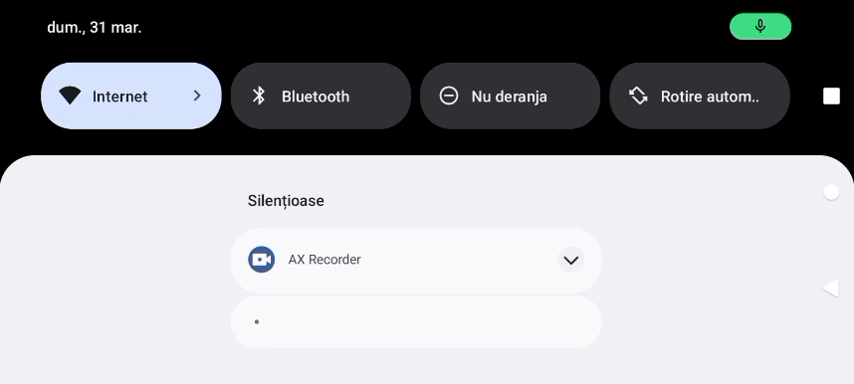 dum., 31 mar.
Internet
Bluetooth
Nu deranja
Rotire autom..
Silențioase
AX Recorder